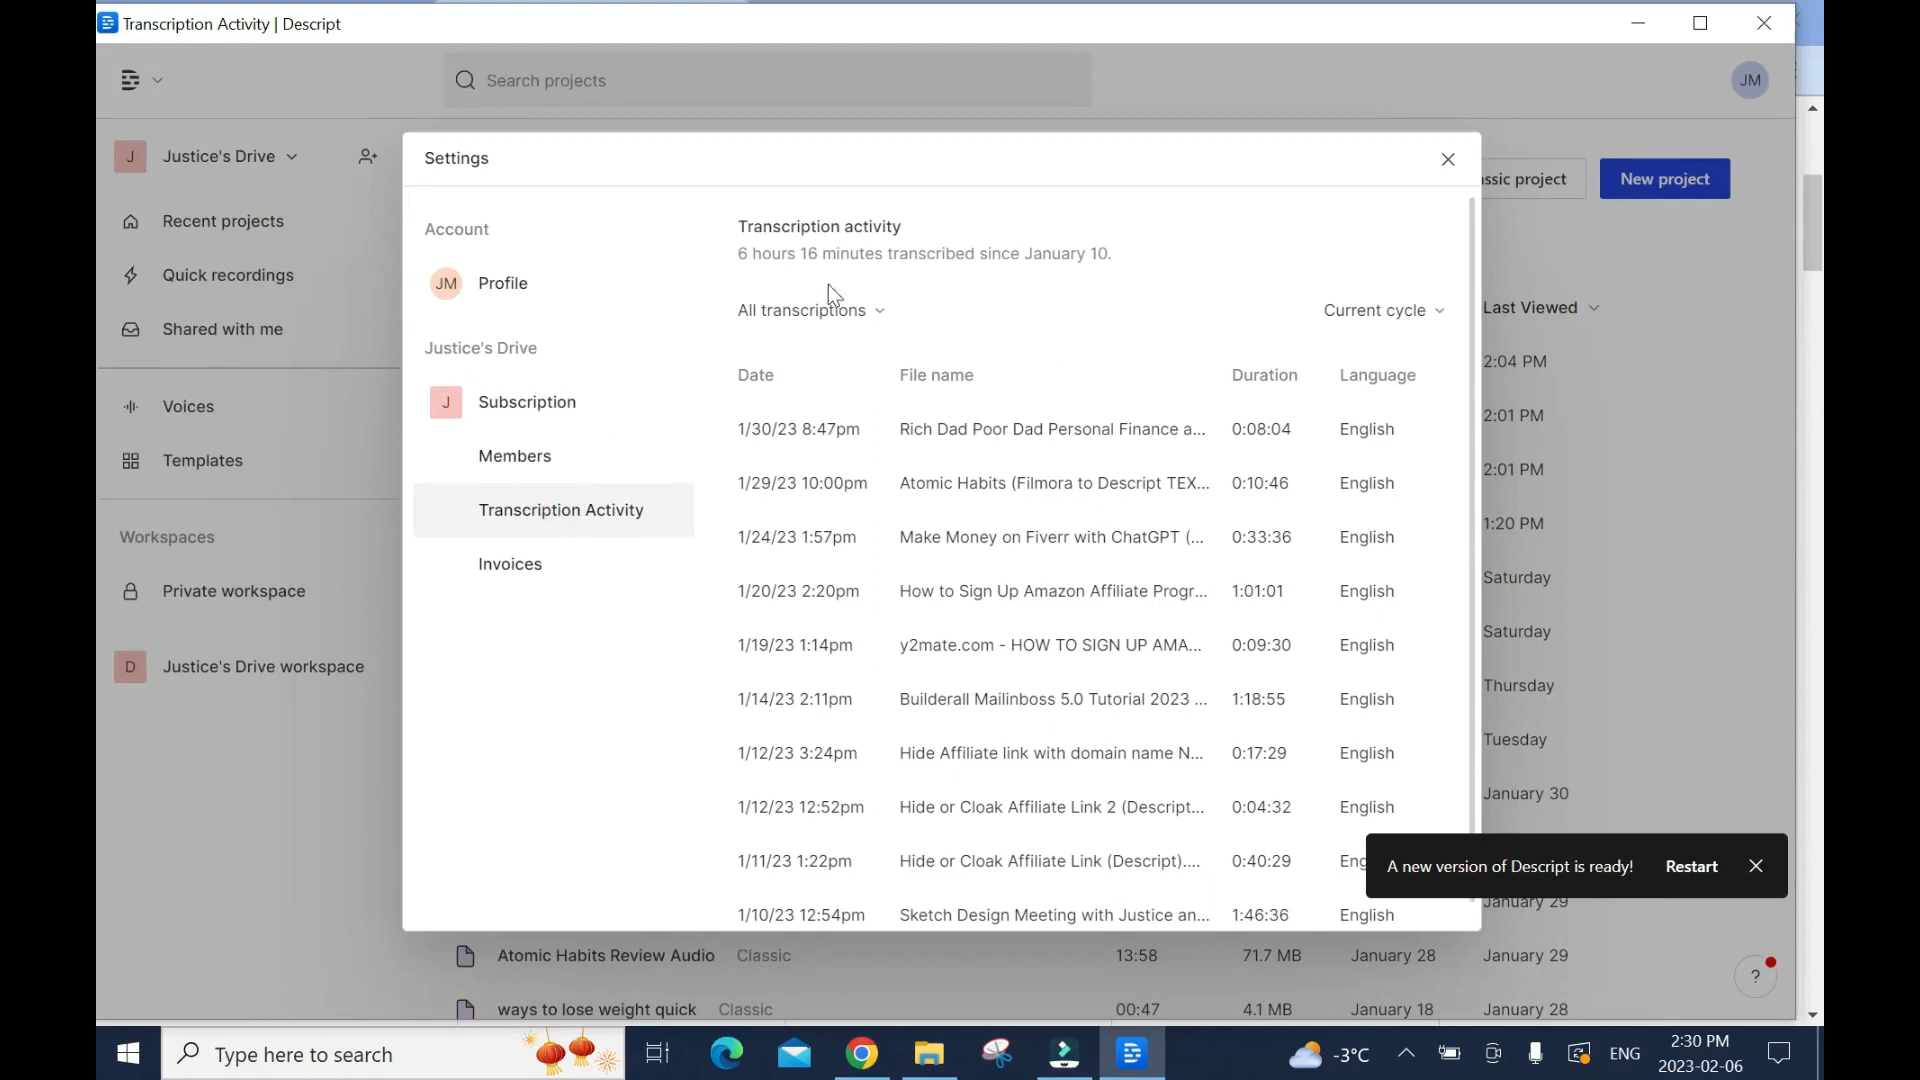 Transcription Activity | Descript
Search projects
JM
J Justice's Drive
Recent projects
Quick recordings
Shared with me
Voices
Templates
Workspaces
Private workspace
D Justice's Drive workspace
ssic project
New project
Settings
Account
JM Profile
Justice's Drive
J Subscription
Members
Transcription Activity
Invoices
Transcription activity
6 hours 16 minutes transcribed since January 10.
All transcriptions
Current cycle
Date File name Duration Language
1/30/23 8:47pm Rich Dad Poor Dad Personal Finance a... 0:08:04 English
1/29/23 10:00pm Atomic Habits (Filmora to Descript TEX... 0:10:46 English
1/24/23 1:57pm Make Money on Fiverr with ChatGPT (... 0:33:36 English
1/20/23 2:20pm How to Sign Up Amazon Affiliate Progr... 1:01:01 English
1/19/23 1:14pm y2mate.com - HOW TO SIGN UP AMA... 0:09:30 English
1/14/23 2:11pm Builderall Mailinboss 5.0 Tutorial 2023 ... 1:18:55 English
1/12/23 3:24pm Hide Affiliate link with domain name N... 0:17:29 English
1/12/23 12:52pm Hide or Cloak Affiliate Link 2 (Descript... 0:04:32 English
1/11/23 1:22pm Hide or Cloak Affiliate Link (Descript).... 0:40:29 Eng
1/10/23 12:54pm Sketch Design Meeting with Justice an... 1:46:36 English
Last Viewed
2:04 PM
2:01 PM
2:01 PM
1:20 PM
Saturday
Saturday
Thursday
Tuesday
January 30
A new version of Descript is ready! Restart
January 29
Atomic Habits Review Audio Classic 13:58 71.7 MB January 28 January 29
ways to lose weight quick Classic 00:47 4.1 MB January 18 January 28
?
Type here to search
-3°C
ENG
2:30 PM
2023-02-06